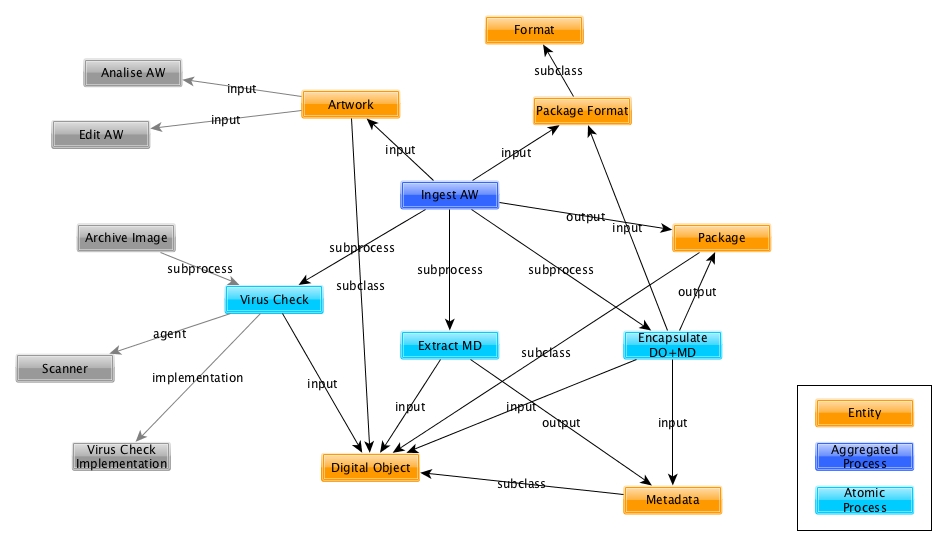 Format
subclass
Analise AW
input
Artwork
Package Format
input
Edit AW
input
input
Ingest AW
output
input
Archive Image
Package
subprocess
subprocess
subprocess
subprocess
subclass
output
Virus Check
agent
Extract MD
Encapsulate
DO+MD
subclass
Scanner
implementation
input
input
input
output
input
Virus Check
Implementation
Digital Object
subclass
Metadata
Entity
Aggregated
Process
Atomic
Process